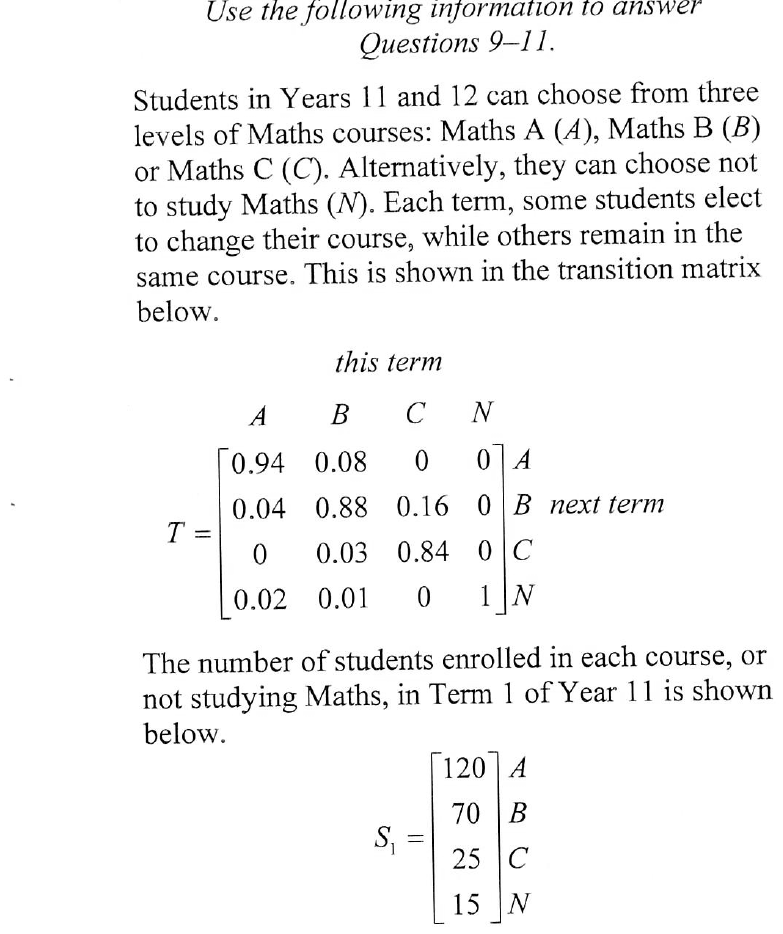 Use the following information to answer
Questions 9–11.
Students in Years 11 and 12 can choose from three
levels of Maths courses: Maths A (A), Maths B (B)
or Maths C (C). Alternatively, they can choose not
to study Maths (N). Each term, some students elect
to change their course, while others remain in the
same course. This is shown in the transition matrix
below.
this term
A B C N
0.94 0.08 0 0 A
0.04 0.88 0.16 0 B next term
T =
0 0.03 0.84 0 C
0.02 0.01 0 1 N
The number of students enrolled in each course, or
not studying Maths, in Term 1 of Year 11 is shown
below.
120 A
70 B
S₁ =
25 C
15 N